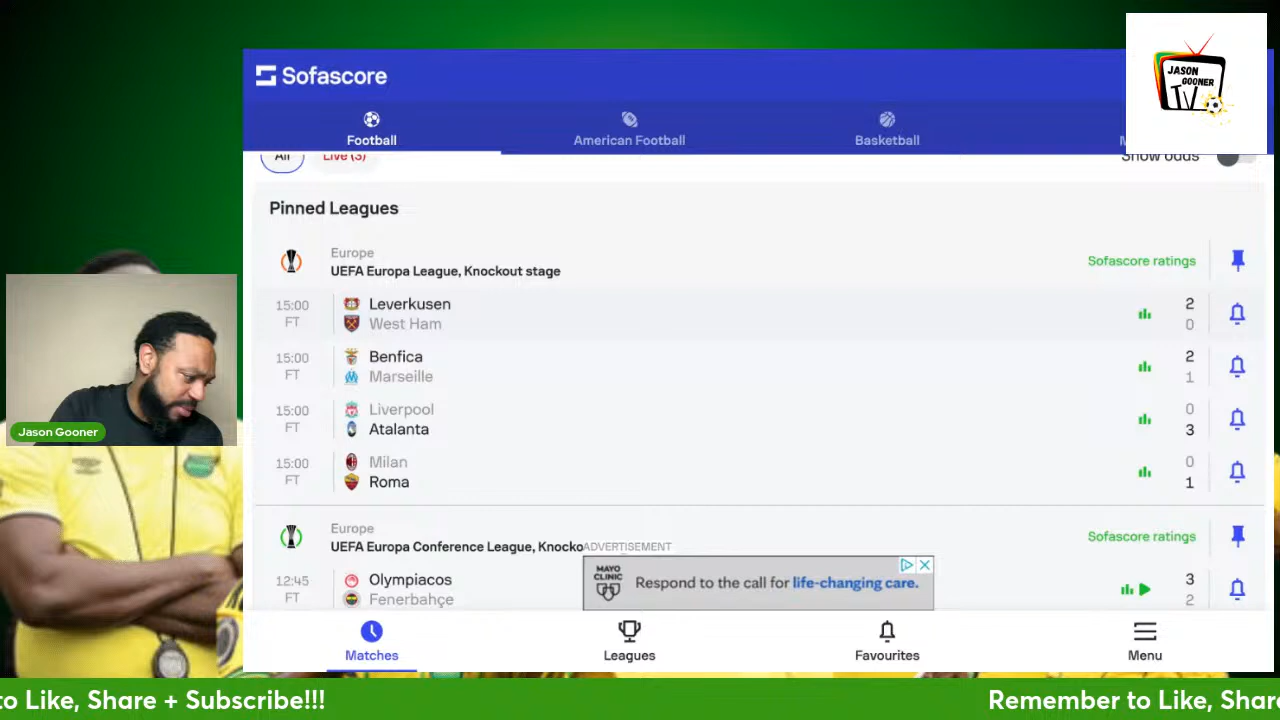 JASON
GOONER
TV
Sofascore
Football
American Football
Basketball
All
Live (3)
Show odds
Pinned Leagues
Europe
UEFA Europa League, Knockout stage
Sofascore ratings
15:00
FT
Leverkusen
West Ham
2
0
15:00
FT
Benfica
Marseille
2
1
15:00
FT
Liverpool
Atalanta
0
3
15:00
FT
Milan
Roma
0
1
Europe
UEFA Europa Conference League, Knocko
Sofascore ratings
ADVERTISEMENT
12:45
FT
Olympiacos
Fenerbahçe
3
2
MAYO
CLINIC
Respond to the call for life-changing care.
Matches
Leagues
Favourites
Menu
Jason Gooner
to Like, Share + Subscribe!!!
Remember to Like, Shar